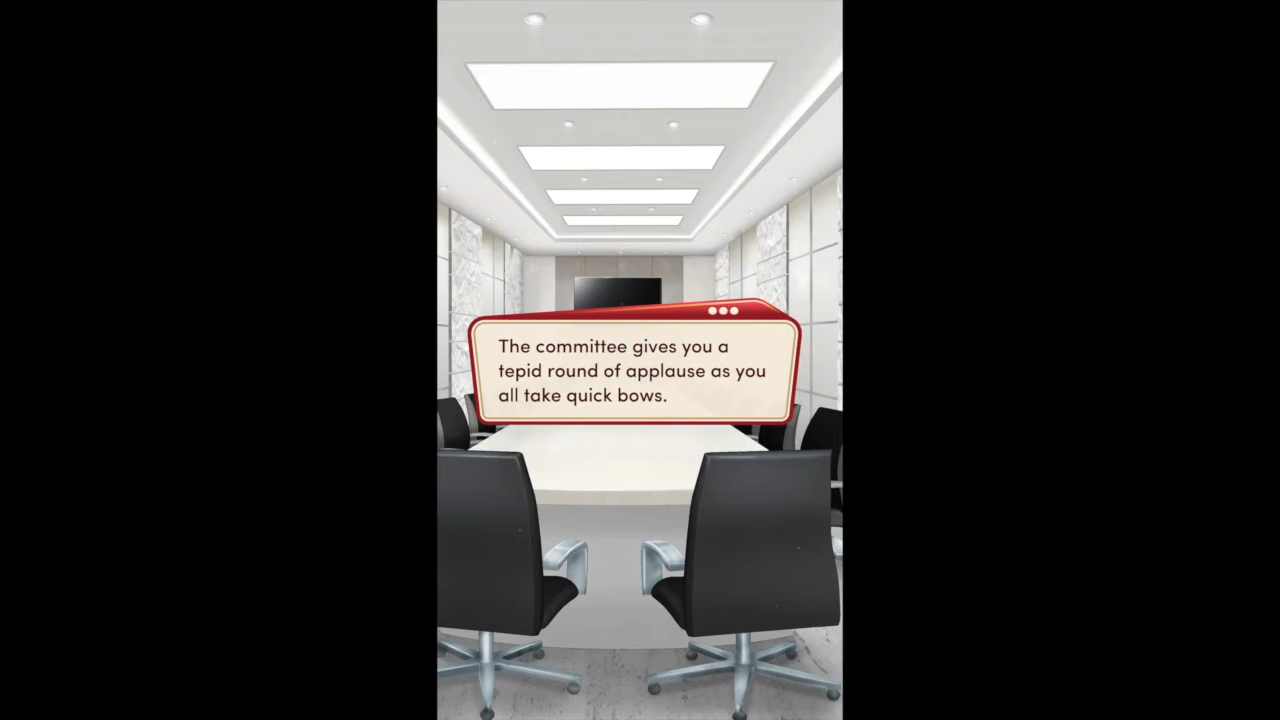 The committee gives you a
tepid round of applause as you
all take quick bows.